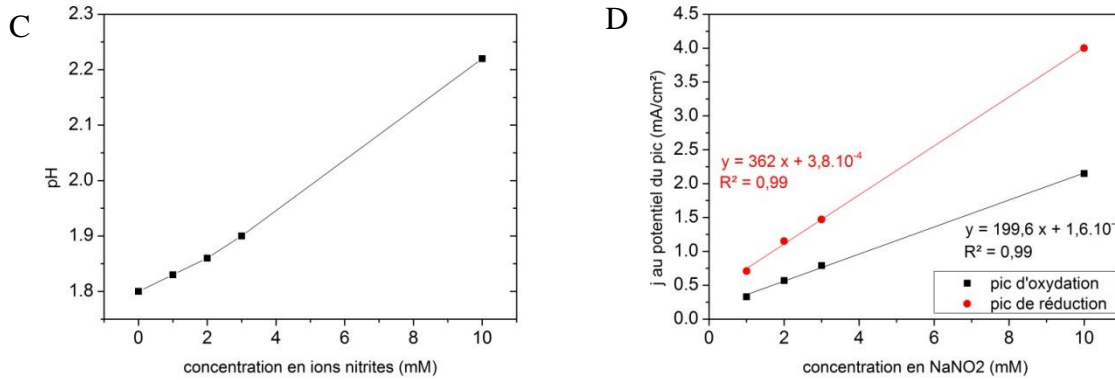 C
pH
2.3
2.2
2.1
2.0
1.9
1.8
0 2 4 6 8 10
concentration en ions nitrites (mM)
D
j au potentiel du pic (mA/cm²)
4.5
4.0
3.5
3.0
2.5
2.0
1.5
1.0
0.5
0.0
y = 362 x + 3,8.10⁻⁴
R² = 0,99
y = 199,6 x + 1,6.10⁻
R² = 0,99
pic d'oxydation
pic de réduction
0 2 4 6 8 10
concentration en NaNO2 (mM)